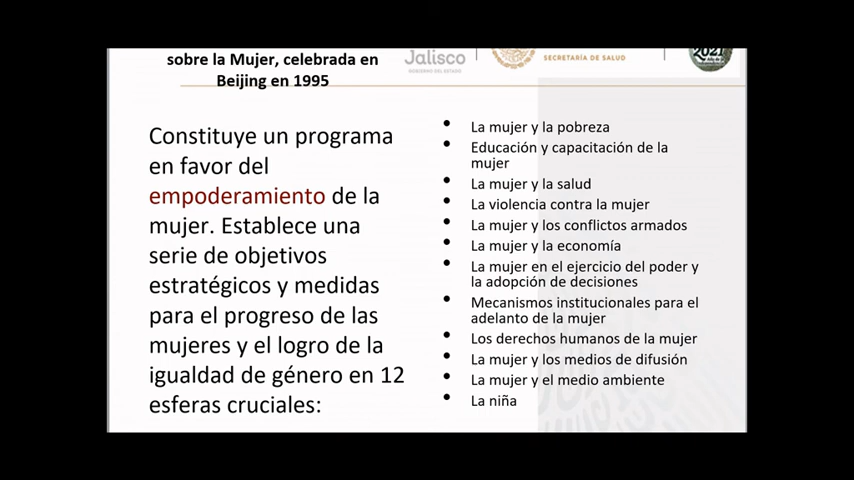 sobre la Mujer, celebrada en
Beijing en 1995
Jalisco
GOBIERNO DEL ESTADO
SECRETARÍA DE SALUD
2021
Constituye un programa
en favor del
empoderamiento de la
mujer. Establece una
serie de objetivos
estratégicos y medidas
para el progreso de las
mujeres y el logro de la
igualdad de género en 12
esferas cruciales:
• La mujer y la pobreza
• Educación y capacitación de la
mujer
• La mujer y la salud
• La violencia contra la mujer
• La mujer y los conflictos armados
• La mujer y la economía
• La mujer en el ejercicio del poder y
la adopción de decisiones
• Mecanismos institucionales para el
adelanto de la mujer
• Los derechos humanos de la mujer
• La mujer y los medios de difusión
• La mujer y el medio ambiente
• La niña